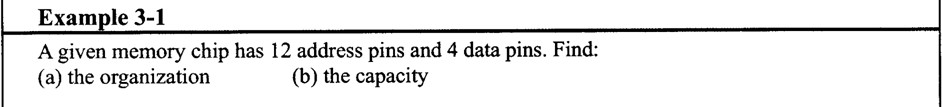 Example 3-1
A given memory chip has 12 address pins and 4 data pins. Find:
(a) the organization (b) the capacity